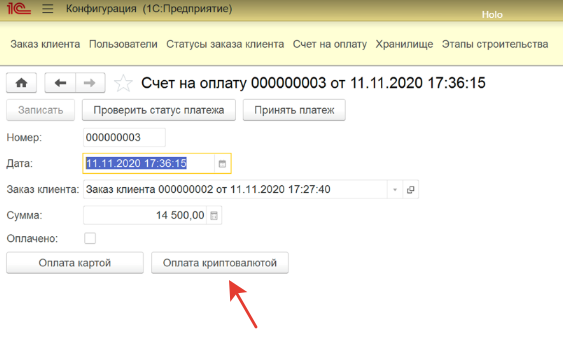 1С Конфигурация (1С:Предприятие) Holo
Заказ клиента Пользователи Статусы заказа клиента Счет на оплату Хранилище Этапы строительства
Счет на оплату 000000003 от 11.11.2020 17:36:15
Записать Проверить статус платежа Принять платеж
Номер: 000000003
Дата: 11.11.2020 17:36:15
Заказ клиента: Заказ клиента 000000002 от 11.11.2020 17:27:40
Сумма: 14 500,00
Оплачено:
Оплата картой Оплата криптовалютой